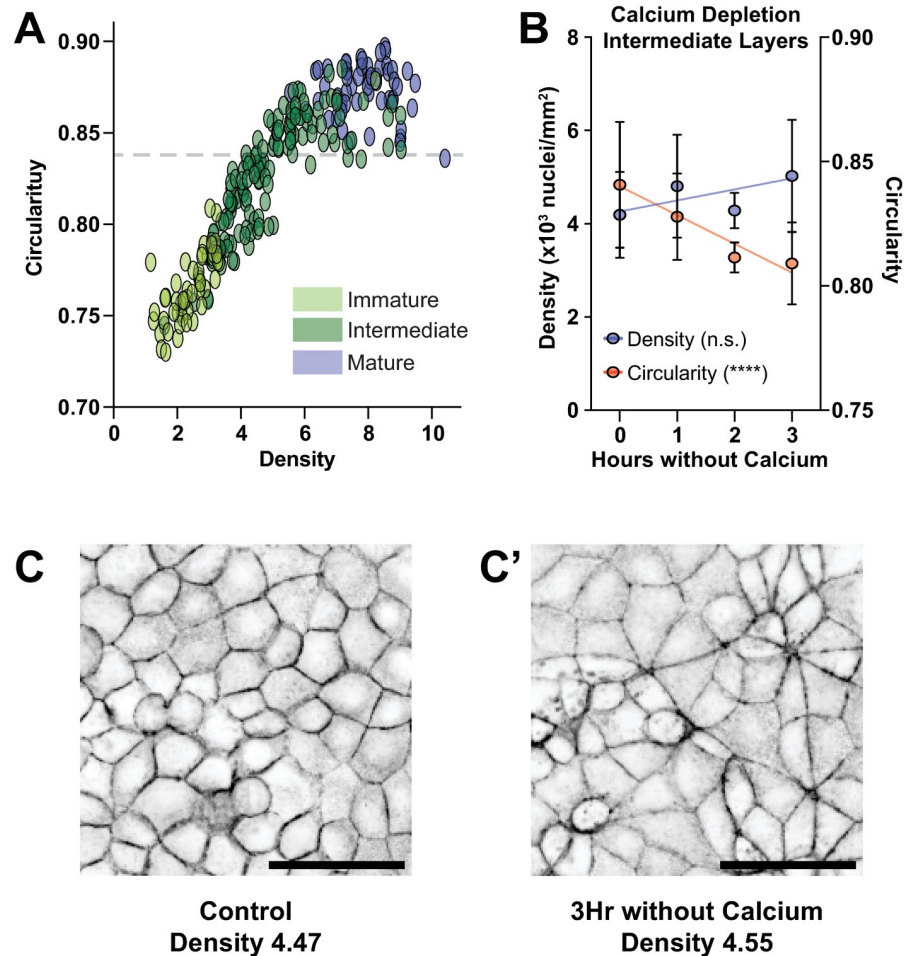 A
0.90
0.85
0.80
0.75
0.70
Circularituy
0
2
4
6
8
10
Density
Immature
Intermediate
Mature
B
Calcium Depletion
Intermediate Layers
8
6
4
2
0
Density (x10³ nuclei/mm²)
0.90
0.85
0.80
0.75
Circularity
Density (n.s.)
Circularity (****)
0
1
2
3
Hours without Calcium
C
C'
Control
Density 4.47
3Hr without Calcium
Density 4.55